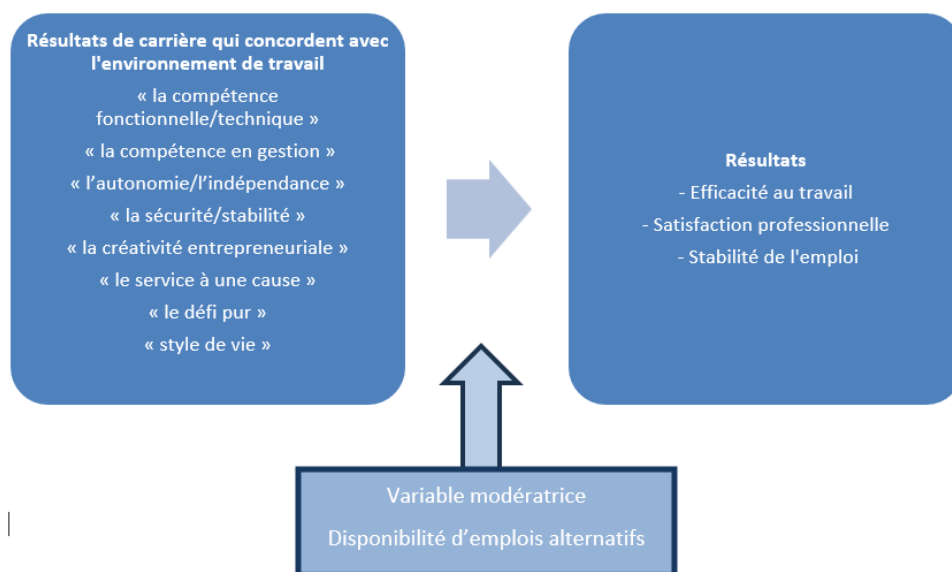 Résultats de carrière qui concordent avec
l'environnement de travail
« la compétence
fonctionnelle/technique »
« la compétence en gestion »
« l’autonomie/l’indépendance »
« la sécurité/stabilité »
« la créativité entrepreneuriale »
« le service à une cause »
« le défi pur »
« style de vie »
Résultats
- Efficacité au travail
- Satisfaction professionnelle
- Stabilité de l'emploi
Variable modératrice
Disponibilité d’emplois alternatifs